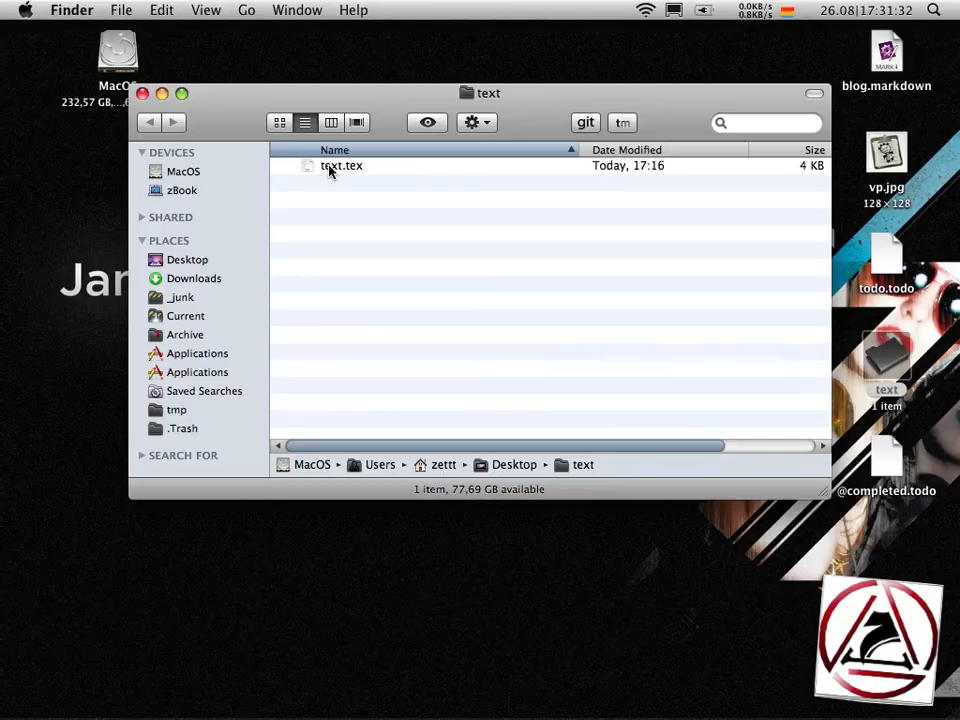 Finder File Edit View Go Window Help 0.0KB/s 0.8KB/s 26.08|17:31:32
MacOS
232,57 GB,...,6
Jan
text
git tm
Name Date Modified Size
text.tex Today, 17:16 4 KB
DEVICES
MacOS
zBook
SHARED
PLACES
Desktop
Downloads
_junk
Current
Archive
Applications
Applications
Saved Searches
tmp
.Trash
SEARCH FOR
MacOS Users zettt Desktop text
1 item, 77,69 GB available
MARK
blog.markdown
vp.jpg
128×128
todo.todo
text
1 item
@completed.todo